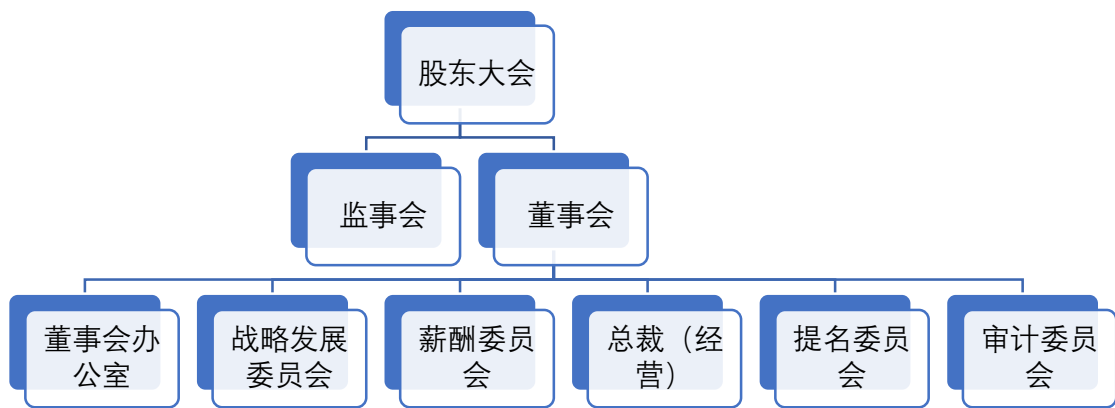 股东大会
监事会
董事会
董事会办
公室
战略发展
委员会
薪酬委员
会
总裁（经
营）
提名委员
会
审计委员
会